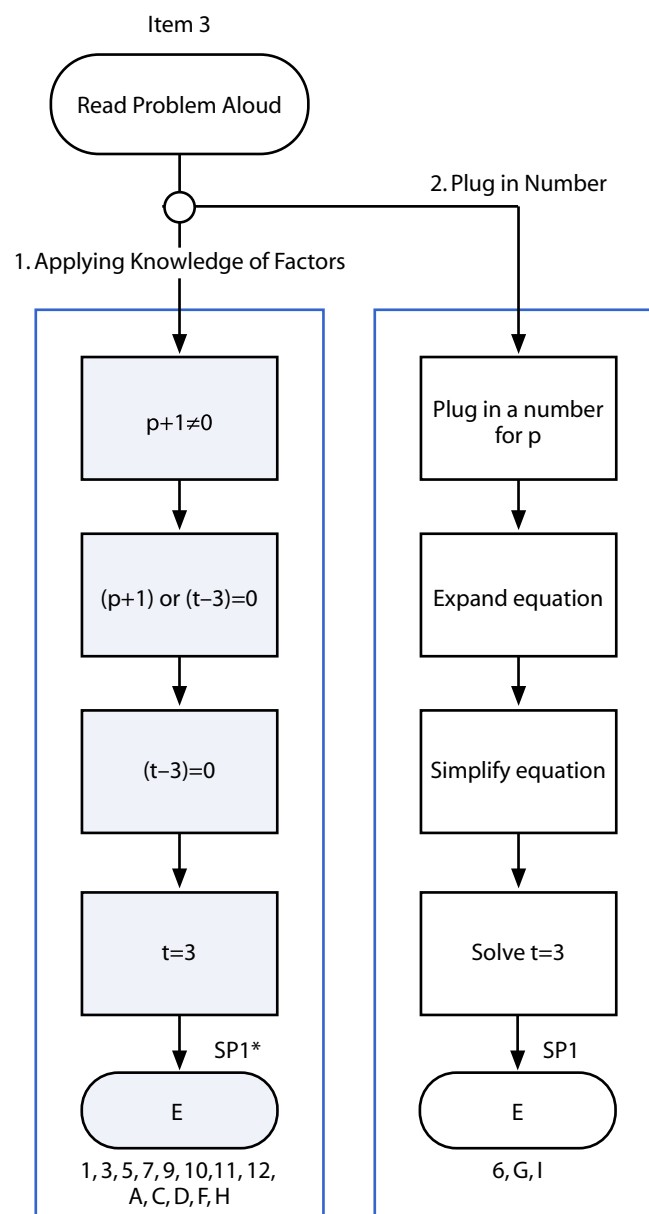 Item 3
Read Problem Aloud
2. Plug in Number
1. Applying Knowledge of Factors
p+1≠0
(p+1) or (t–3)=0
(t–3)=0
t=3
SP1*
E
1, 3, 5, 7, 9, 10, 11, 12,
A, C, D, F, H
Plug in a number
for p
Expand equation
Simplify equation
Solve t=3
SP1
E
6, G, I